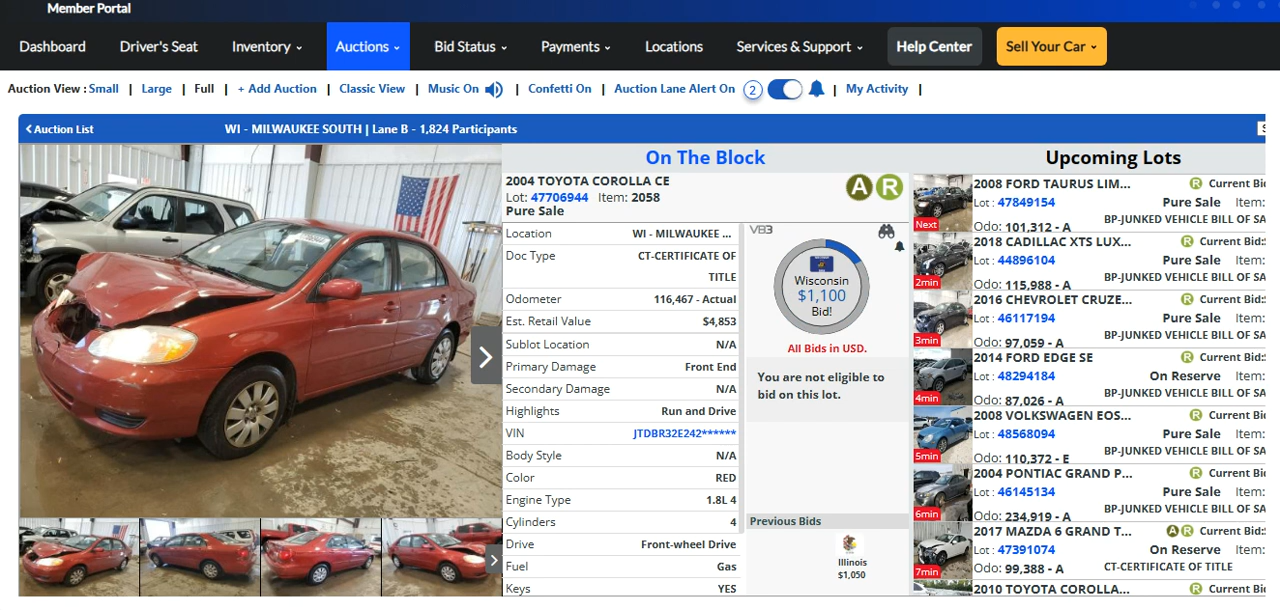 Member Portal
Dashboard Driver's Seat Inventory Auctions Bid Status Payments Locations Services & Support Help Center Sell Your Car
Auction View : Small | Large | Full | + Add Auction | Classic View | Music On | Confetti On | Auction Lane Alert On 2 | My Activity |
Auction List WI - MILWAUKEE SOUTH | Lane B - 1,824 Participants
On The Block
2004 TOYOTA COROLLA CE
Lot: 47706944 Item: 2058
Pure Sale
A R
Location WI - MILWAUKEE ...
Doc Type CT-CERTIFICATE OF
TITLE
Odometer 116,467 - Actual
Est. Retail Value $4,853
Sublot Location N/A
Primary Damage Front End
Secondary Damage N/A
Highlights Run and Drive
VIN JTDBR32E242******
Body Style N/A
Color RED
Engine Type 1.8L 4
Cylinders 4
Drive Front-wheel Drive
Fuel Gas
Keys YES
VB3
Wisconsin
$1,100
Bid!
All Bids in USD.
You are not eligible to
bid on this lot.
Previous Bids
Illinois
$1,050
Upcoming Lots
2008 FORD TAURUS LIM... R Current Bid
Lot : 47849154 Pure Sale Item:
Next Odo: 101,312 - A BP-JUNKED VEHICLE BILL OF SA
2018 CADILLAC XTS LUX... R Current Bid:
Lot : 44896104 Pure Sale Item:
2min Odo: 115,988 - A BP-JUNKED VEHICLE BILL OF SA
2016 CHEVROLET CRUZE... R Current Bid:
Lot : 46117194 Pure Sale Item:
3min Odo: 97,059 - A BP-JUNKED VEHICLE BILL OF SA
2014 FORD EDGE SE R Current Bid:
Lot : 48294184 On Reserve Item:
4min Odo: 87,026 - A BP-JUNKED VEHICLE BILL OF SA
2008 VOLKSWAGEN EOS... R Current Bid
Lot : 48568094 Pure Sale Item:
5min Odo: 110,372 - E BP-JUNKED VEHICLE BILL OF SA
2004 PONTIAC GRAND P... R Current Bid
Lot : 46145134 Pure Sale Item:
6min Odo: 234,919 - A BP-JUNKED VEHICLE BILL OF SA
2017 MAZDA 6 GRAND T... A R Current Bid:
Lot : 47391074 On Reserve Item:
7min Odo: 99,388 - A CT-CERTIFICATE OF TITLE
2010 TOYOTA COROLLA... R Current Bid